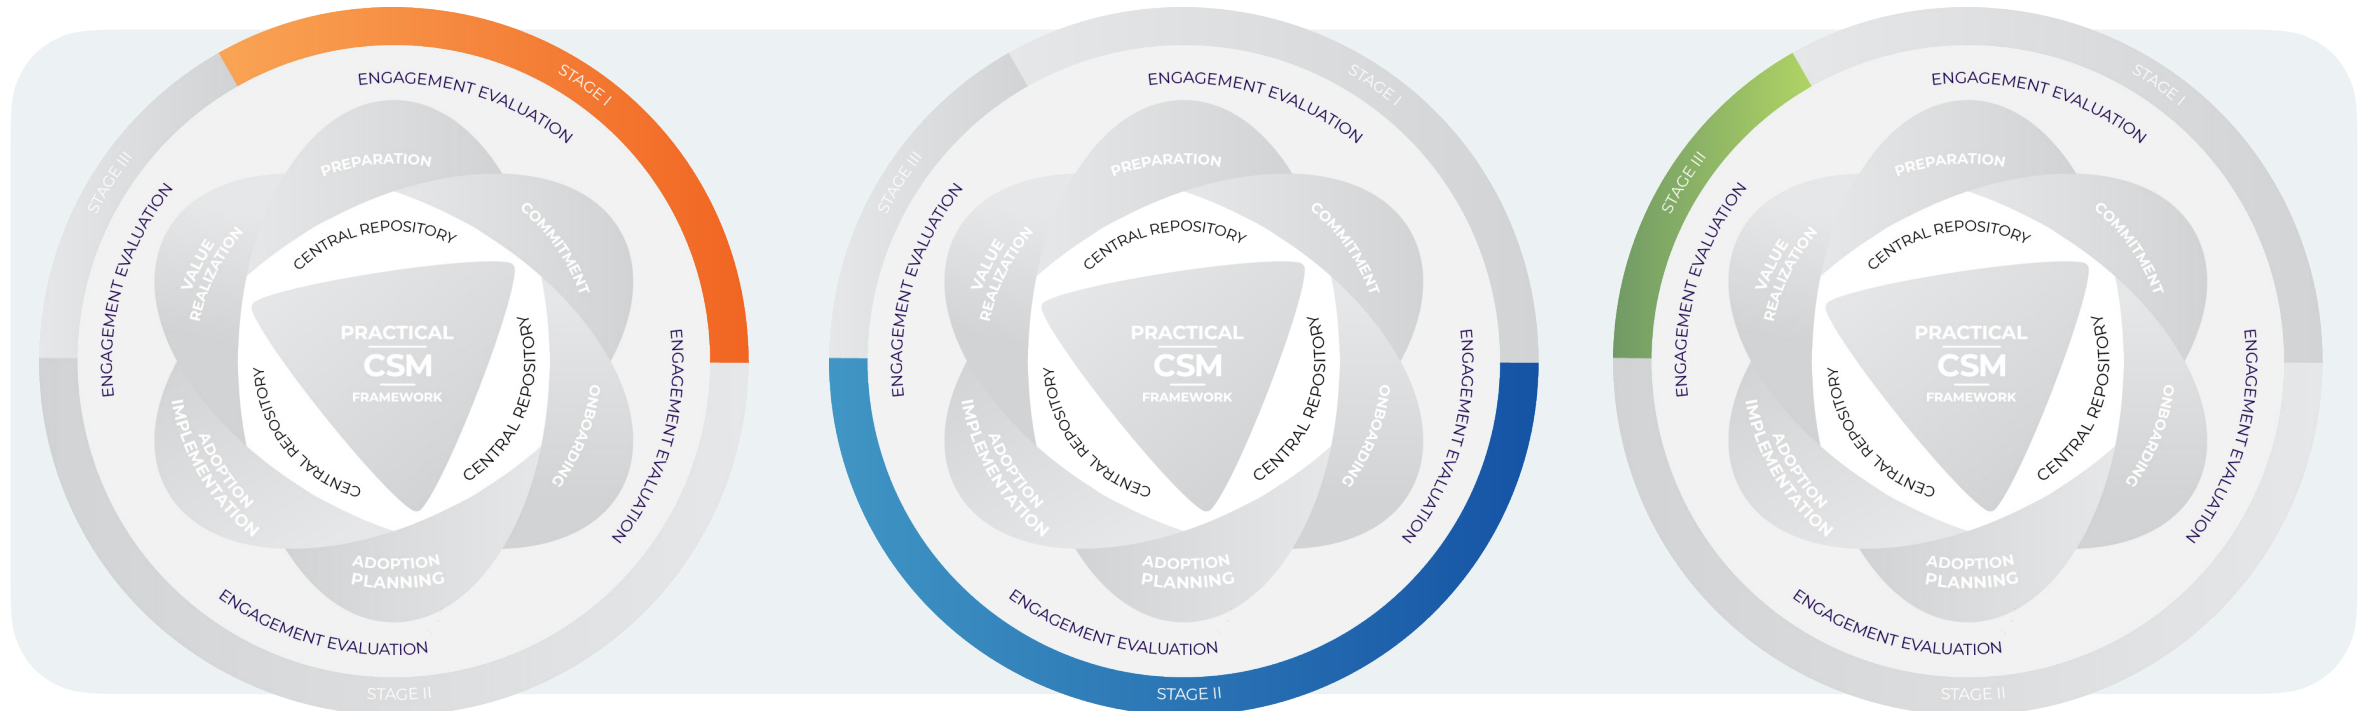 STAGE I
ENGAGEMENT EVALUATION
STAGE III
PREPARATION
ENGAGEMENT EVALUATION
COMMITMENT
CENTRAL REPOSITORY
VALUE
REALIZATION
PRACTICAL
CSM
FRAMEWORK
CENTRAL REPOSITORY
ENGAGEMENT EVALUATION
CENTRAL REPOSITORY
ONBOARDING
ADOPTION
IMPLEMENTATION
ADOPTION
PLANNING
ENGAGEMENT EVALUATION
STAGE II
STAGE I
ENGAGEMENT EVALUATION
STAGE III
PREPARATION
ENGAGEMENT EVALUATION
COMMITMENT
CENTRAL REPOSITORY
VALUE
REALIZATION
PRACTICAL
CSM
FRAMEWORK
CENTRAL REPOSITORY
ENGAGEMENT EVALUATION
CENTRAL REPOSITORY
ONBOARDING
ADOPTION
IMPLEMENTATION
ADOPTION
PLANNING
ENGAGEMENT EVALUATION
STAGE II
STAGE I
ENGAGEMENT EVALUATION
STAGE III
PREPARATION
ENGAGEMENT EVALUATION
COMMITMENT
CENTRAL REPOSITORY
VALUE
REALIZATION
PRACTICAL
CSM
FRAMEWORK
CENTRAL REPOSITORY
ENGAGEMENT EVALUATION
CENTRAL REPOSITORY
ONBOARDING
ADOPTION
IMPLEMENTATION
ADOPTION
PLANNING
ENGAGEMENT EVALUATION
STAGE II